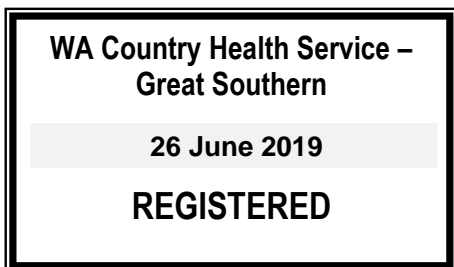 WA Country Health Service –
Great Southern
26 June 2019
REGISTERED